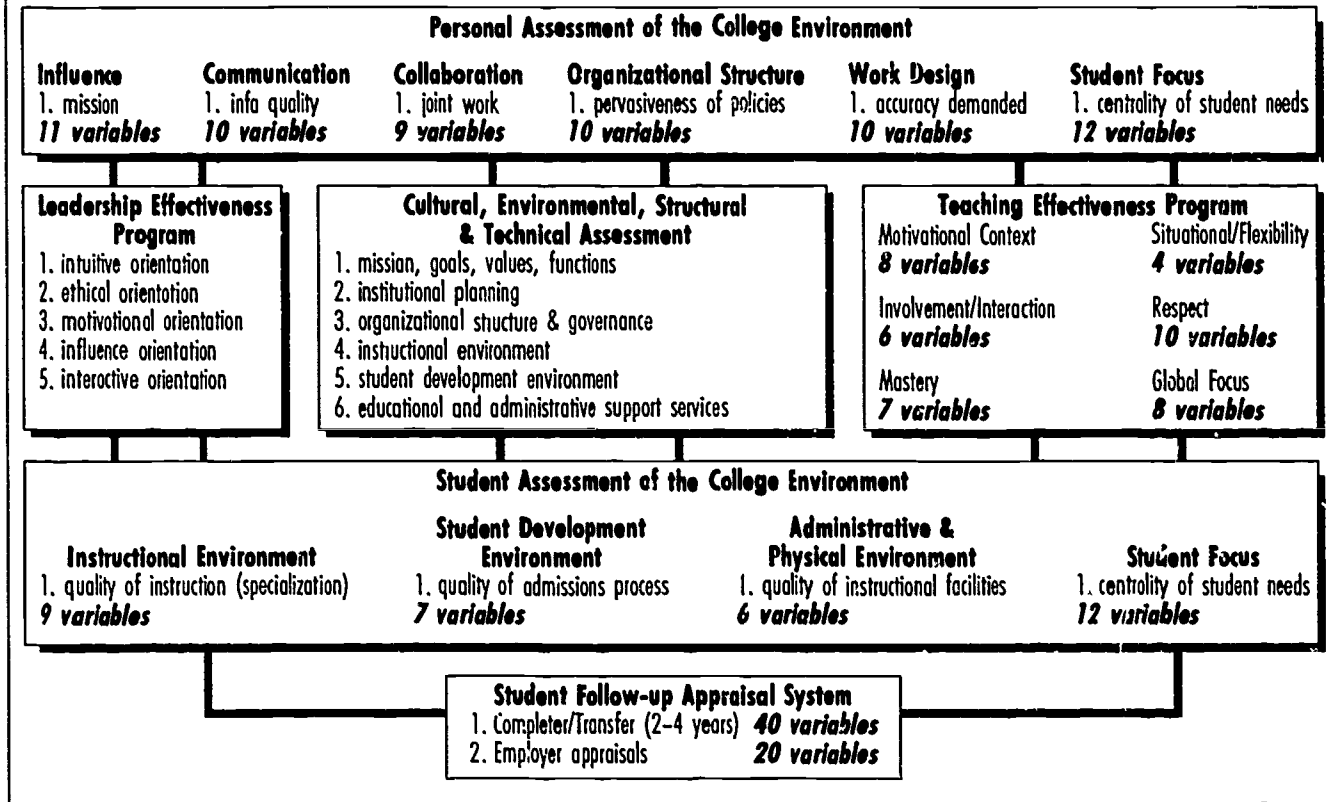 Personal Assessment of the College Environment
Influence
1. mission
11 variables
Communication
1. info quality
10 variables
Collaboration
1. joint work
9 variables
Organizational Structure
1. pervasiveness of policies
10 variables
Work Design
1. accuracy demanded
10 variables
Student Focus
1. centrality of student needs
12 variables
Leadership Effectiveness
Program
1. intuitive orientation
2. ethical orientation
3. motivational orientation
4. influence orientation
5. interactive orientation
Cultural, Environmental, Structural
& Technical Assessment
1. mission, goals, values, functions
2. institutional planning
3. organizational structure & governance
4. instructional environment
5. student development environment
6. educational and administrative support services
Teaching Effectiveness Program
Motivational Context
8 variables
Situational/Flexibility
4 variables
Involvement/Interaction
6 variables
Respect
10 variables
Mastery
7 variables
Global Focus
8 variables
Student Assessment of the College Environment
Instructional Environment
1. quality of instruction (specialization)
9 variables
Student Development
Environment
1. quality of admissions process
7 variables
Administrative &
Physical Environment
1. quality of instructional facilities
6 variables
Student Focus
1. centrality of student needs
12 variables
Student Follow-up Appraisal System
1. Completer/Transfer (2–4 years) 40 variables
2. Employer appraisals 20 variables